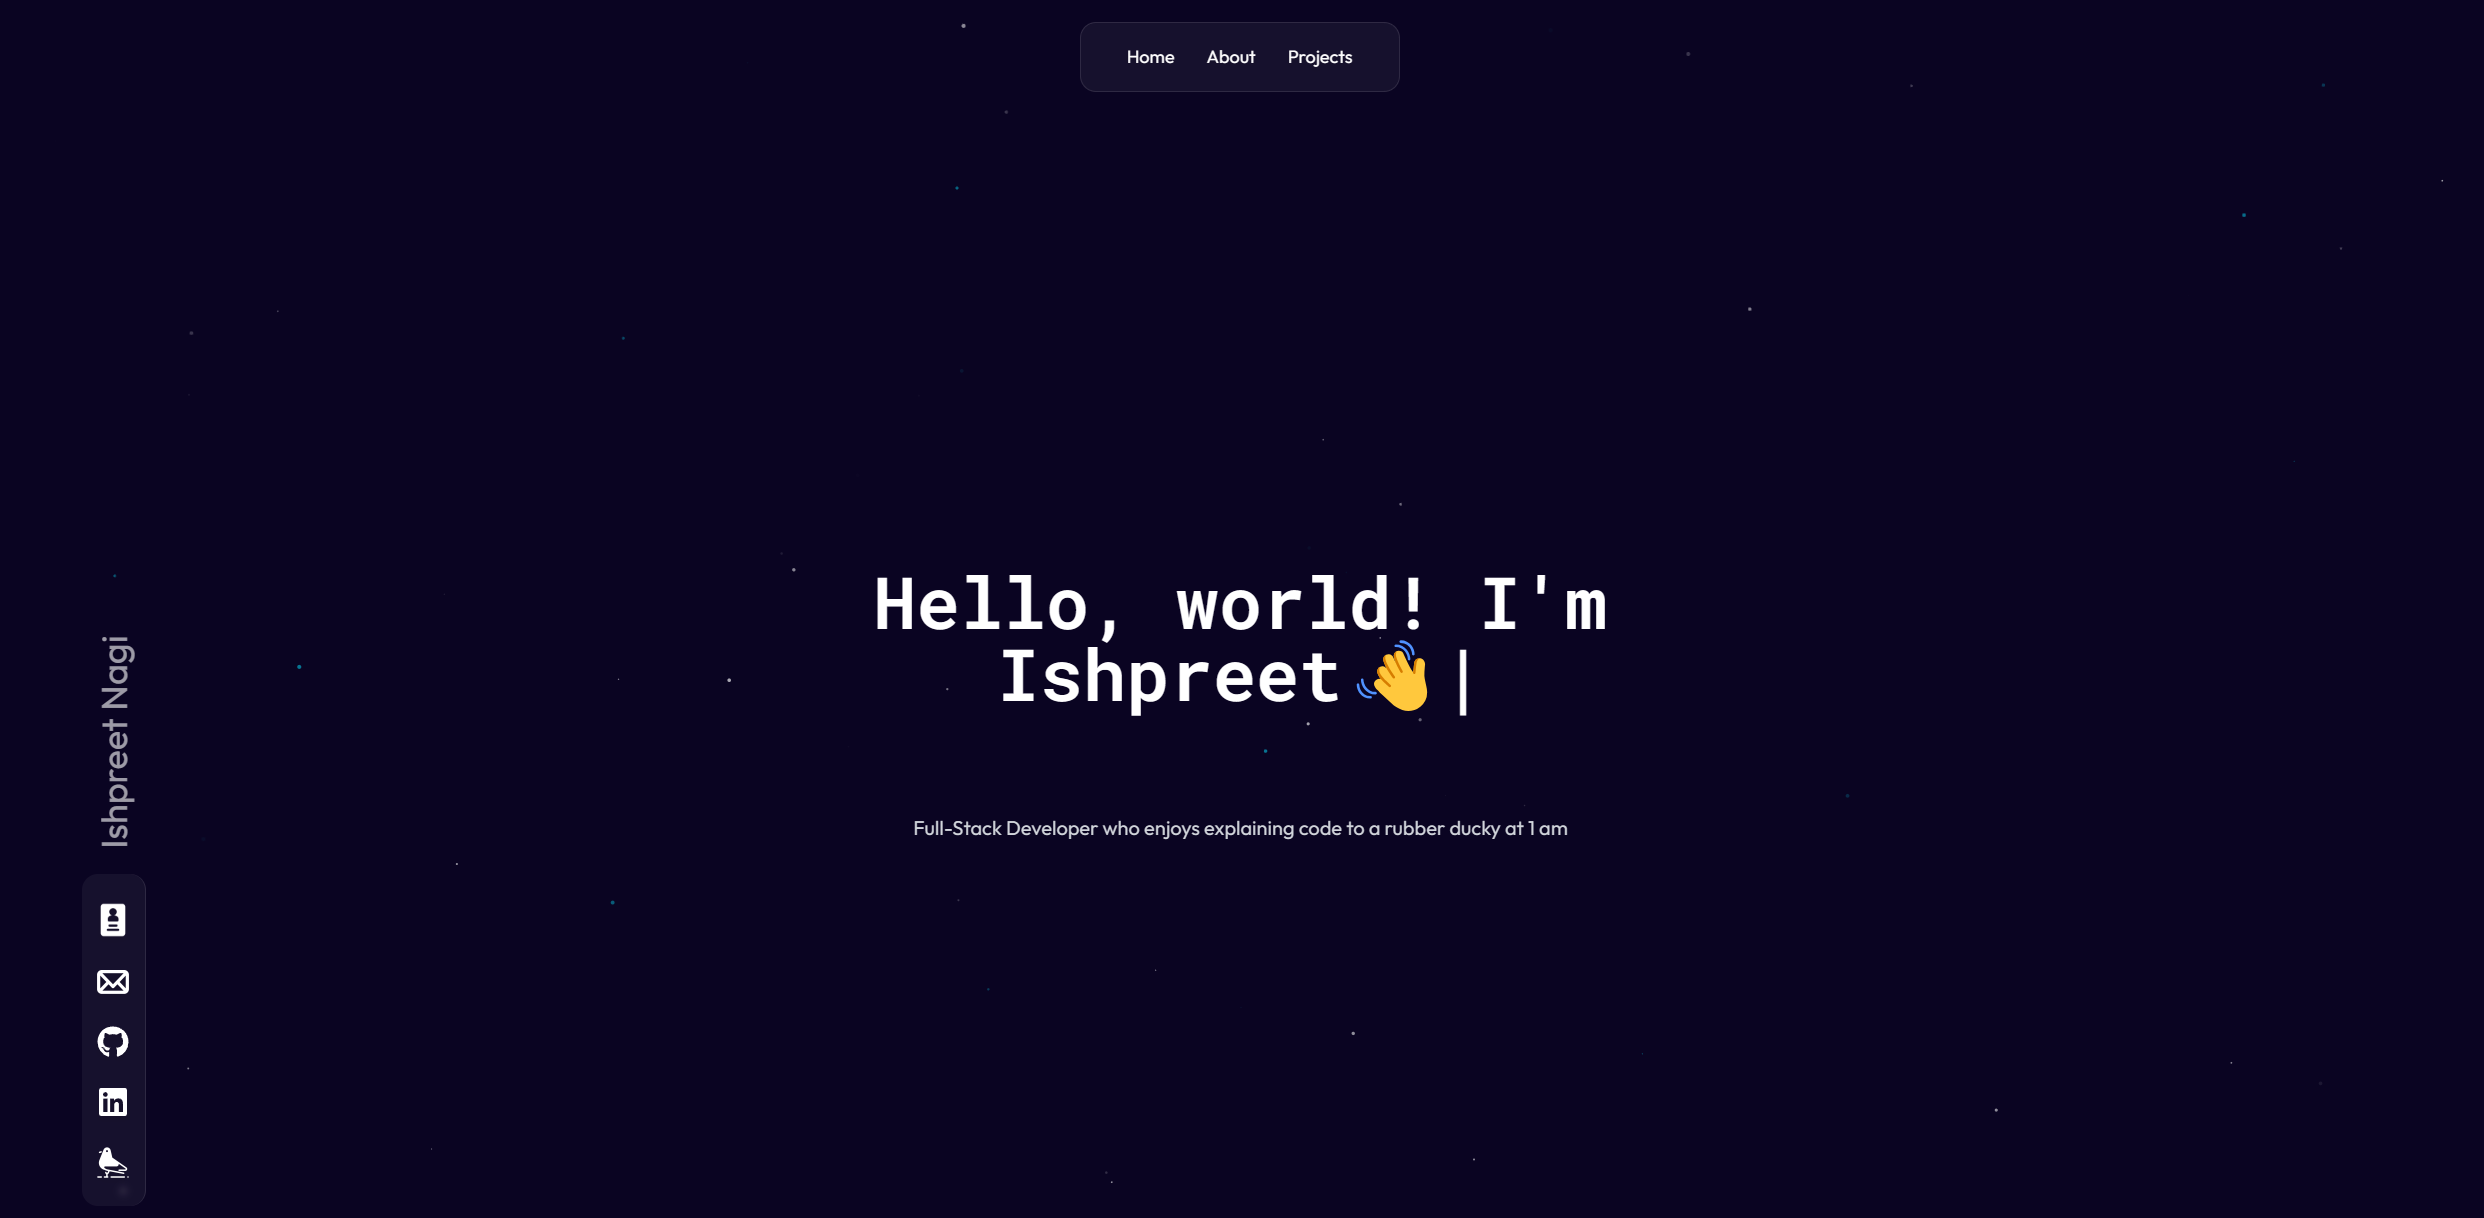 Home About Projects
Hello, world! I'm
Ishpreet 👋 |
Full-Stack Developer who enjoys explaining code to a rubber ducky at 1 am
Ishpreet Nagi
in